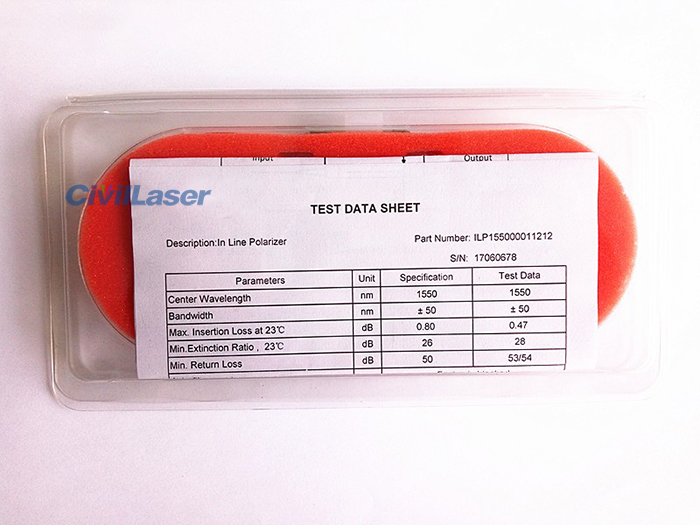 Input Output
CivilLaser
TEST DATA SHEET
Description:In Line Polarizer Part Number: ILP155000011212
S/N: 17060678
Parameters Unit Specification Test Data
Center Wavelength nm 1550 1550
Bandwidth nm ± 50 ± 50
Max. Insertion Loss at 23℃ dB 0.80 0.47
Min.Extinction Ratio , 23℃ dB 26 28
Min. Return Loss dB 50 53/54